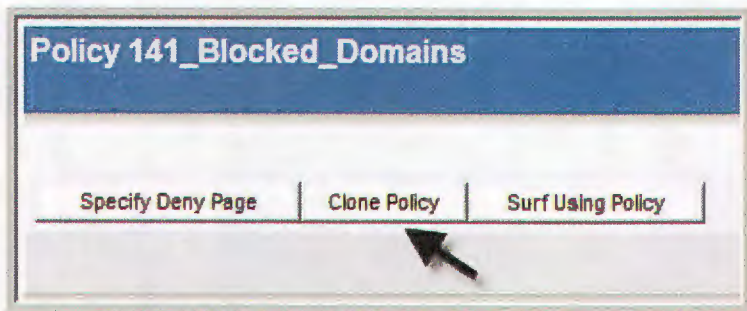 Policy 141_Blocked_Domains
Specify Deny Page
Clone Policy
Surf Using Policy